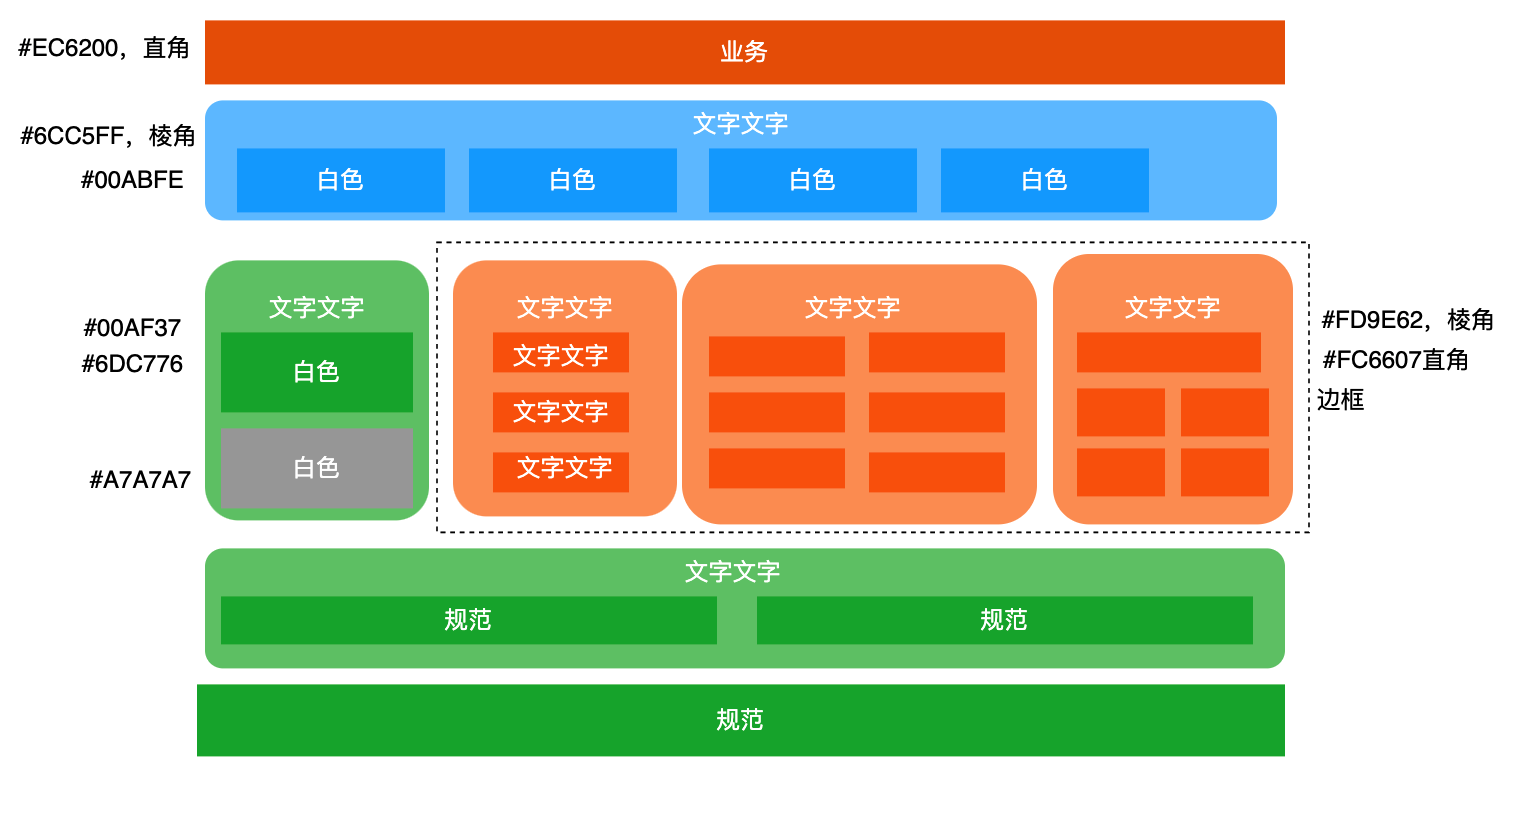 #EC6200，直角
业务
#6CC5FF，棱角
#00ABFE
文字文字
白色
白色
白色
白色
#00AF37
#6DC776
#A7A7A7
文字文字
白色
白色
文字文字
文字文字
文字文字
文字文字
文字文字
文字文字
#FD9E62，棱角
#FC6607直角
边框
文字文字
规范
规范
规范